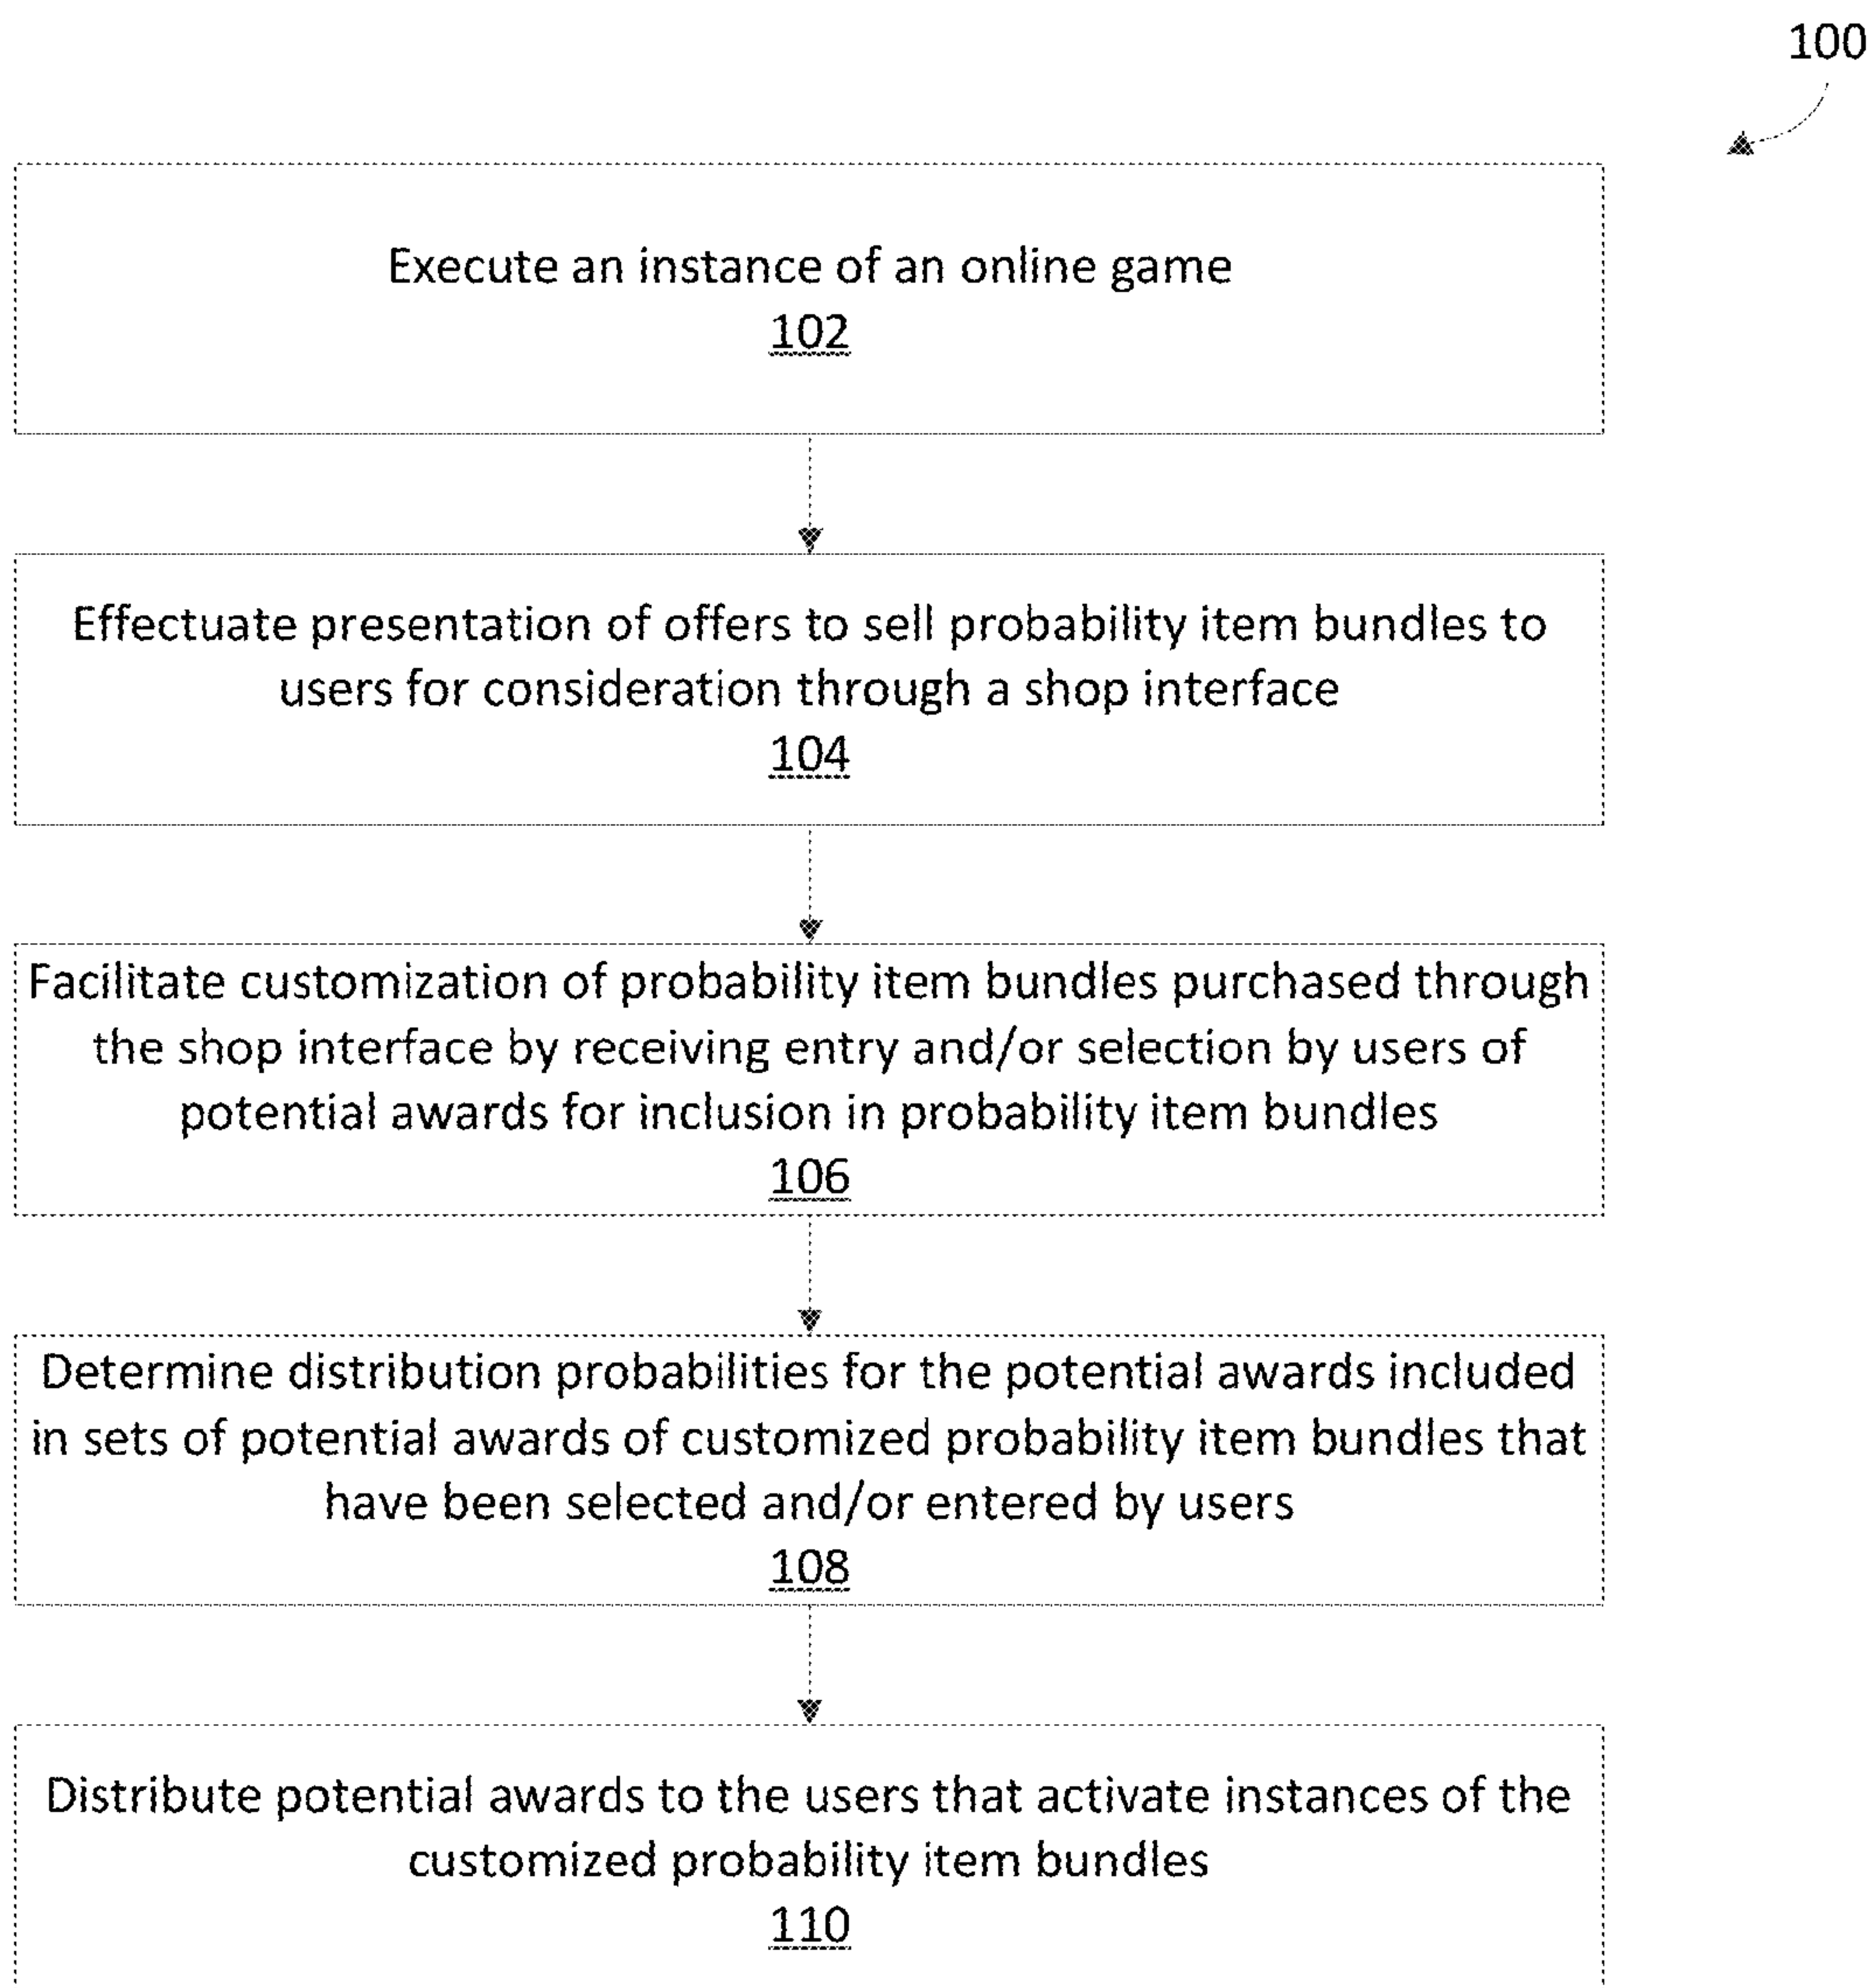 100
Execute an instance of an online game
102
Effectuate presentation of offers to sell probability item bundles to
users for consideration through a shop interface
104
Facilitate customization of probability item bundles purchased through
the shop interface by receiving entry and/or selection by users of
potential awards for inclusion in probability item bundles
106
Determine distribution probabilities for the potential awards included
in sets of potential awards of customized probability item bundles that
have been selected and/or entered by users
108
Distribute potential awards to the users that activate instances of the
customized probability item bundles
110